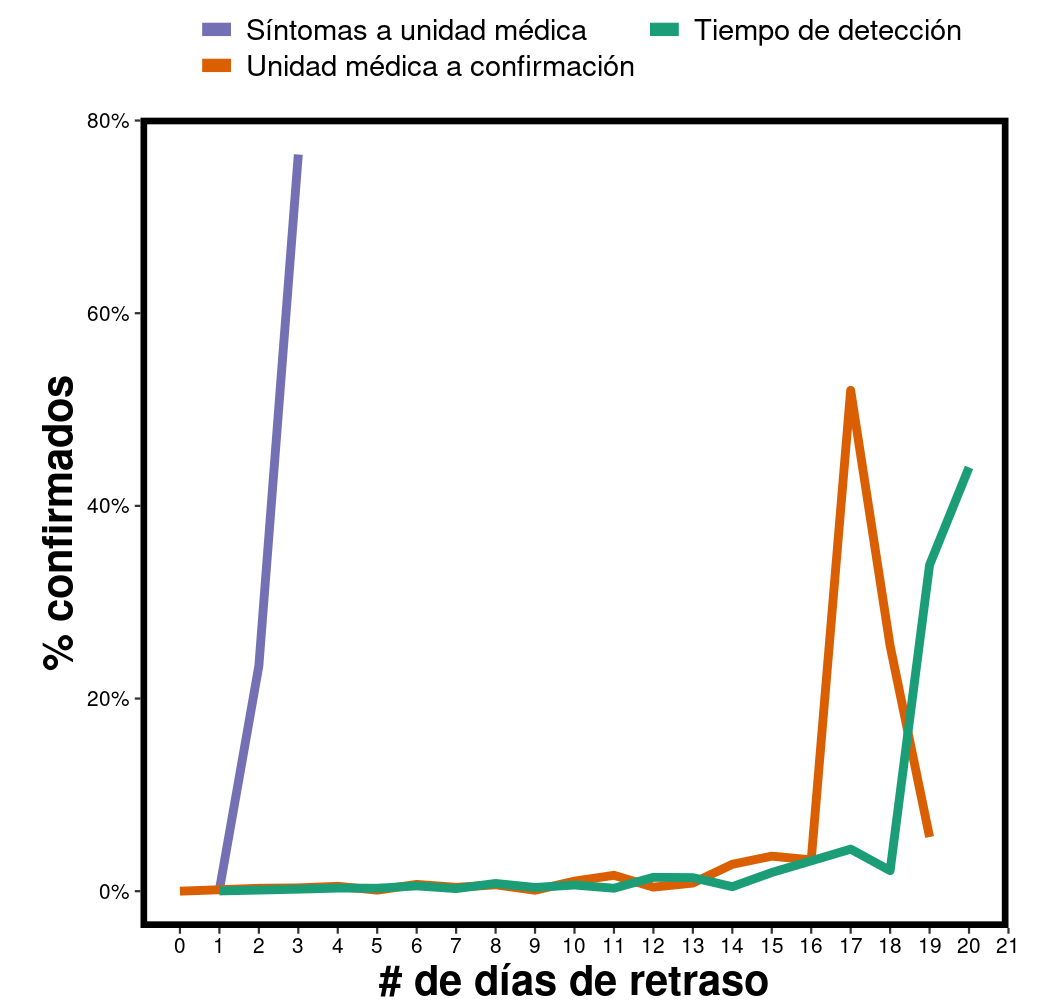 Síntomas a unidad médica
Tiempo de detección
Unidad médica a confirmación
80%
60%
40%
20%
0%
% confirmados
0 1 2 3 4 5 6 7 8 9 10 11 12 13 14 15 16 17 18 19 20 21
# de días de retraso